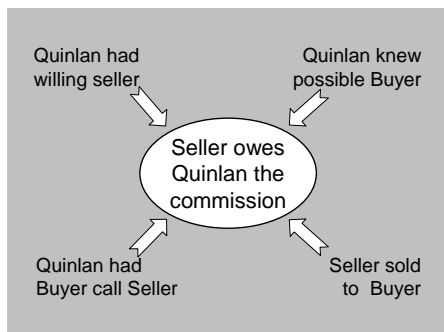 Quinlan had
willing seller
Quinlan knew
possible Buyer
Seller owes
Quinlan the
commission
Quinlan had
Buyer call Seller
Seller sold
to Buyer